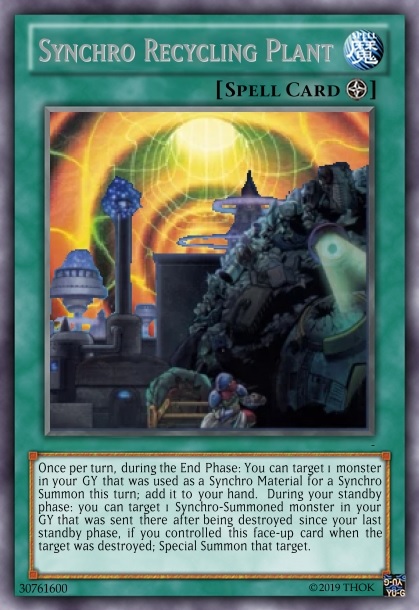 SYNCHRO RECYCLING PLANT 魔
[SPELL CARD]
Once per turn, during the End Phase: You can target 1 monster
in your GY that was used as a Synchro Material for a Synchro
Summon this turn; add it to your hand. During your standby
phase: you can target 1 Synchro-Summoned monster in your
GY that was sent there after being destroyed since your last
standby phase, if you controlled this face-up card when the
target was destroyed; Special Summon that target.
30761600
©2019 THOK
YU-G